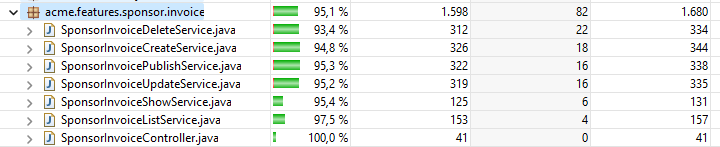 acme.features.sponsor.invoice 95,1 % 1.598 82 1.680
SponsorInvoiceDeleteService.java 93,4 % 312 22 334
SponsorInvoiceCreateService.java 94,8 % 326 18 344
SponsorInvoicePublishService.java 95,3 % 322 16 338
SponsorInvoiceUpdateService.java 95,2 % 319 16 335
SponsorInvoiceShowService.java 95,4 % 125 6 131
SponsorInvoiceListService.java 97,5 % 153 4 157
SponsorInvoiceController.java 100,0 % 41 0 41